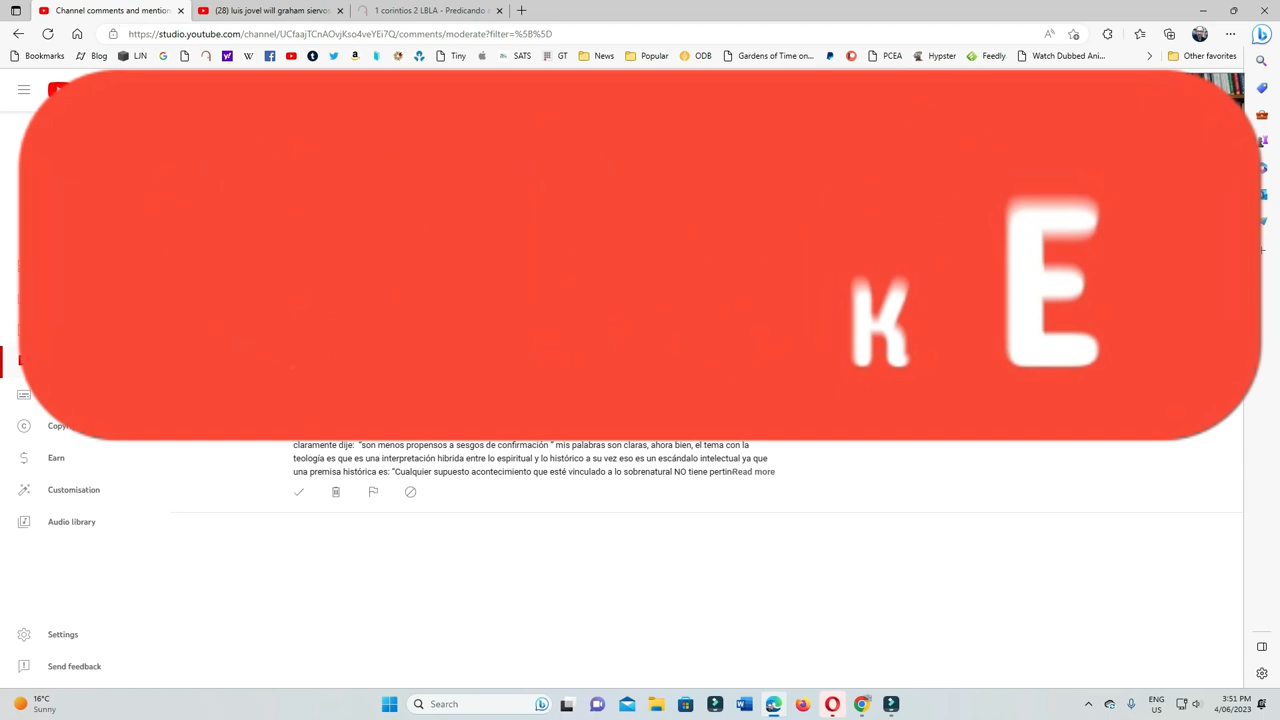 Channel comments and mention
(28) luis jovel will graham siervos
1 corintios 2 LBLA - Predicando a
https://studio.youtube.com/channel/UCfaajTCnAOvjKso4veYEi7Q/comments/moderate?filter=%5B%5D
Bookmarks
Blog
LJN
Tiny
SATS
GT
News
Popular
ODB
Gardens of Time on...
PCEA
Hypster
Feedly
Watch Dubbed Ani...
Other favorites
K E
claramente dije: "son menos propensos a sesgos de confirmación " mis palabras son claras, ahora bien, el tema con la
teología es que es una interpretación hibrida entre lo espiritual y lo histórico a su vez eso es un escándalo intelectual ya que
una premisa histórica es: "Cualquier supuesto acontecimiento que esté vinculado a lo sobrenatural NO tiene pertinRead more
Earn
Customisation
Audio library
Settings
Send feedback
16°C
Sunny
Search
ENG
US
3:51 PM
4/06/2023